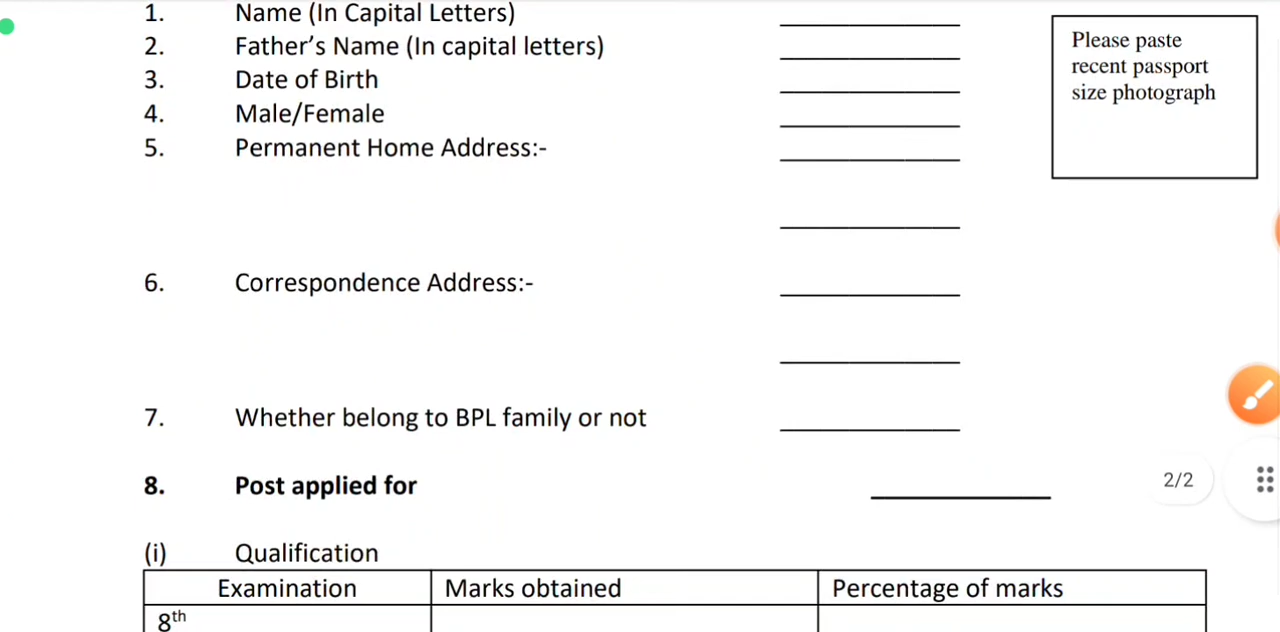 1. Name (In Capital Letters)
Please paste
recent passport
size photograph
2. Father’s Name (In capital letters)
3. Date of Birth
4. Male/Female
5. Permanent Home Address:-
6. Correspondence Address:-
7. Whether belong to BPL family or not
8. Post applied for
2/2
(i) Qualification
Examination Marks obtained Percentage of marks
8th